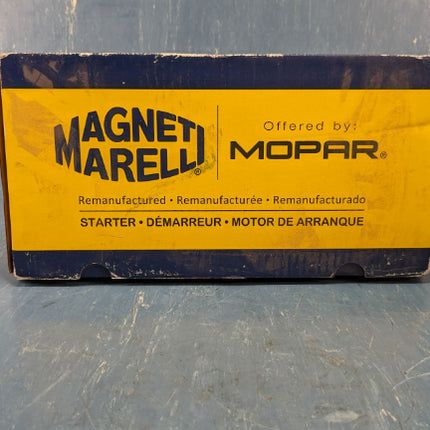 MAGNETI
MARELLI®
Offered by:
MOPAR®
Remanufactured • Remanufacturée • Remanufacturado
STARTER • DÉMARREUR • MOTOR DE ARRANQUE